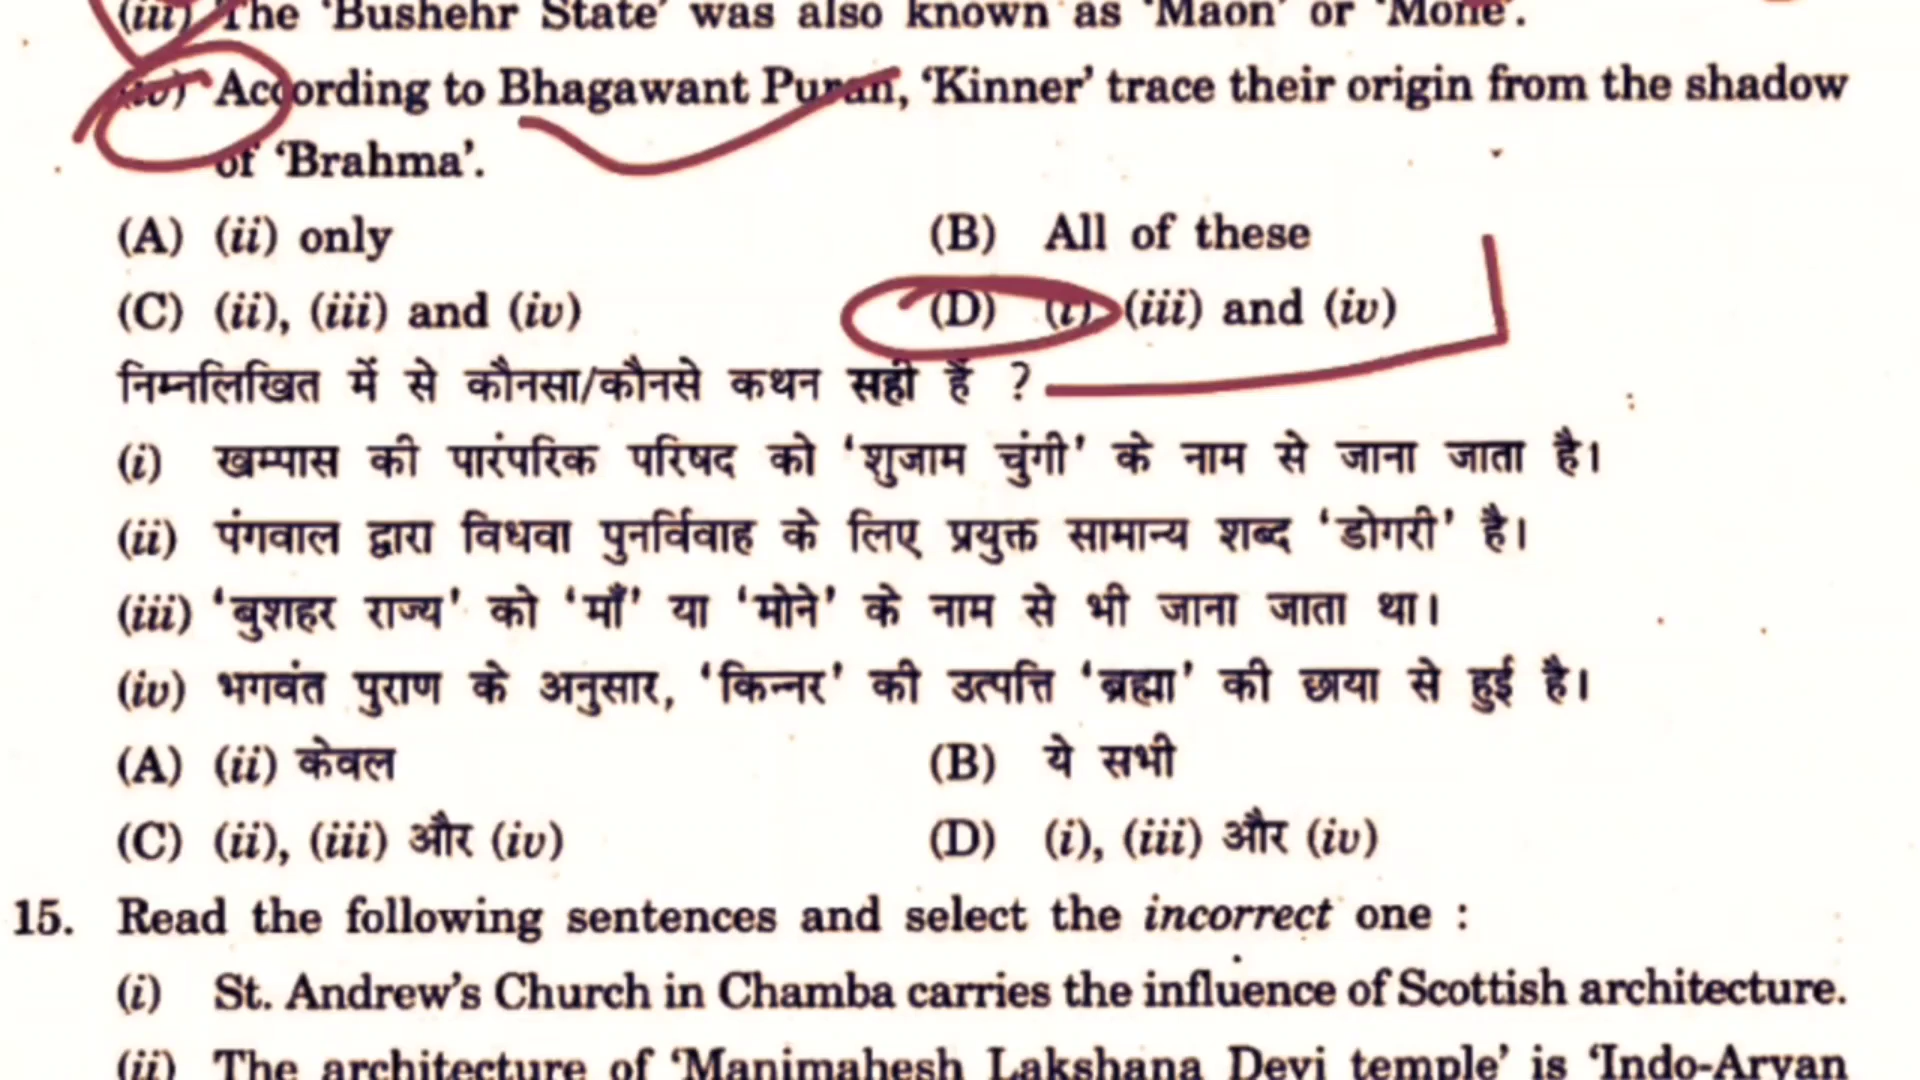 (iii) The 'Bushehr State' was also known as 'Maon' or 'Mone'.
(iv) According to Bhagawant Puran, 'Kinner' trace their origin from the shadow
of 'Brahma'.
(A) (ii) only (B) All of these
(C) (ii), (iii) and (iv) (D) (i) (iii) and (iv)
निम्नलिखित में से कौनसा/कौनसे कथन सही हैं ?
(i) खम्पास की पारंपरिक परिषद को 'शुजाम चुंगी' के नाम से जाना जाता है।
(ii) पंगवाल द्वारा विधवा पुनर्विवाह के लिए प्रयुक्त सामान्य शब्द 'डोगरी' है।
(iii) 'बुशहर राज्य' को 'माँ' या 'मोने' के नाम से भी जाना जाता था।
(iv) भगवंत पुराण के अनुसार, 'किन्नर' की उत्पत्ति 'ब्रह्मा' की छाया से हुई है।
(A) (ii) केवल (B) ये सभी
(C) (ii), (iii) और (iv) (D) (i), (iii) और (iv)
15. Read the following sentences and select the incorrect one :
(i) St. Andrew's Church in Chamba carries the influence of Scottish architecture.
(ii) The architecture of 'Manimahesh Lakshana Devi temple' is 'Indo-Aryan